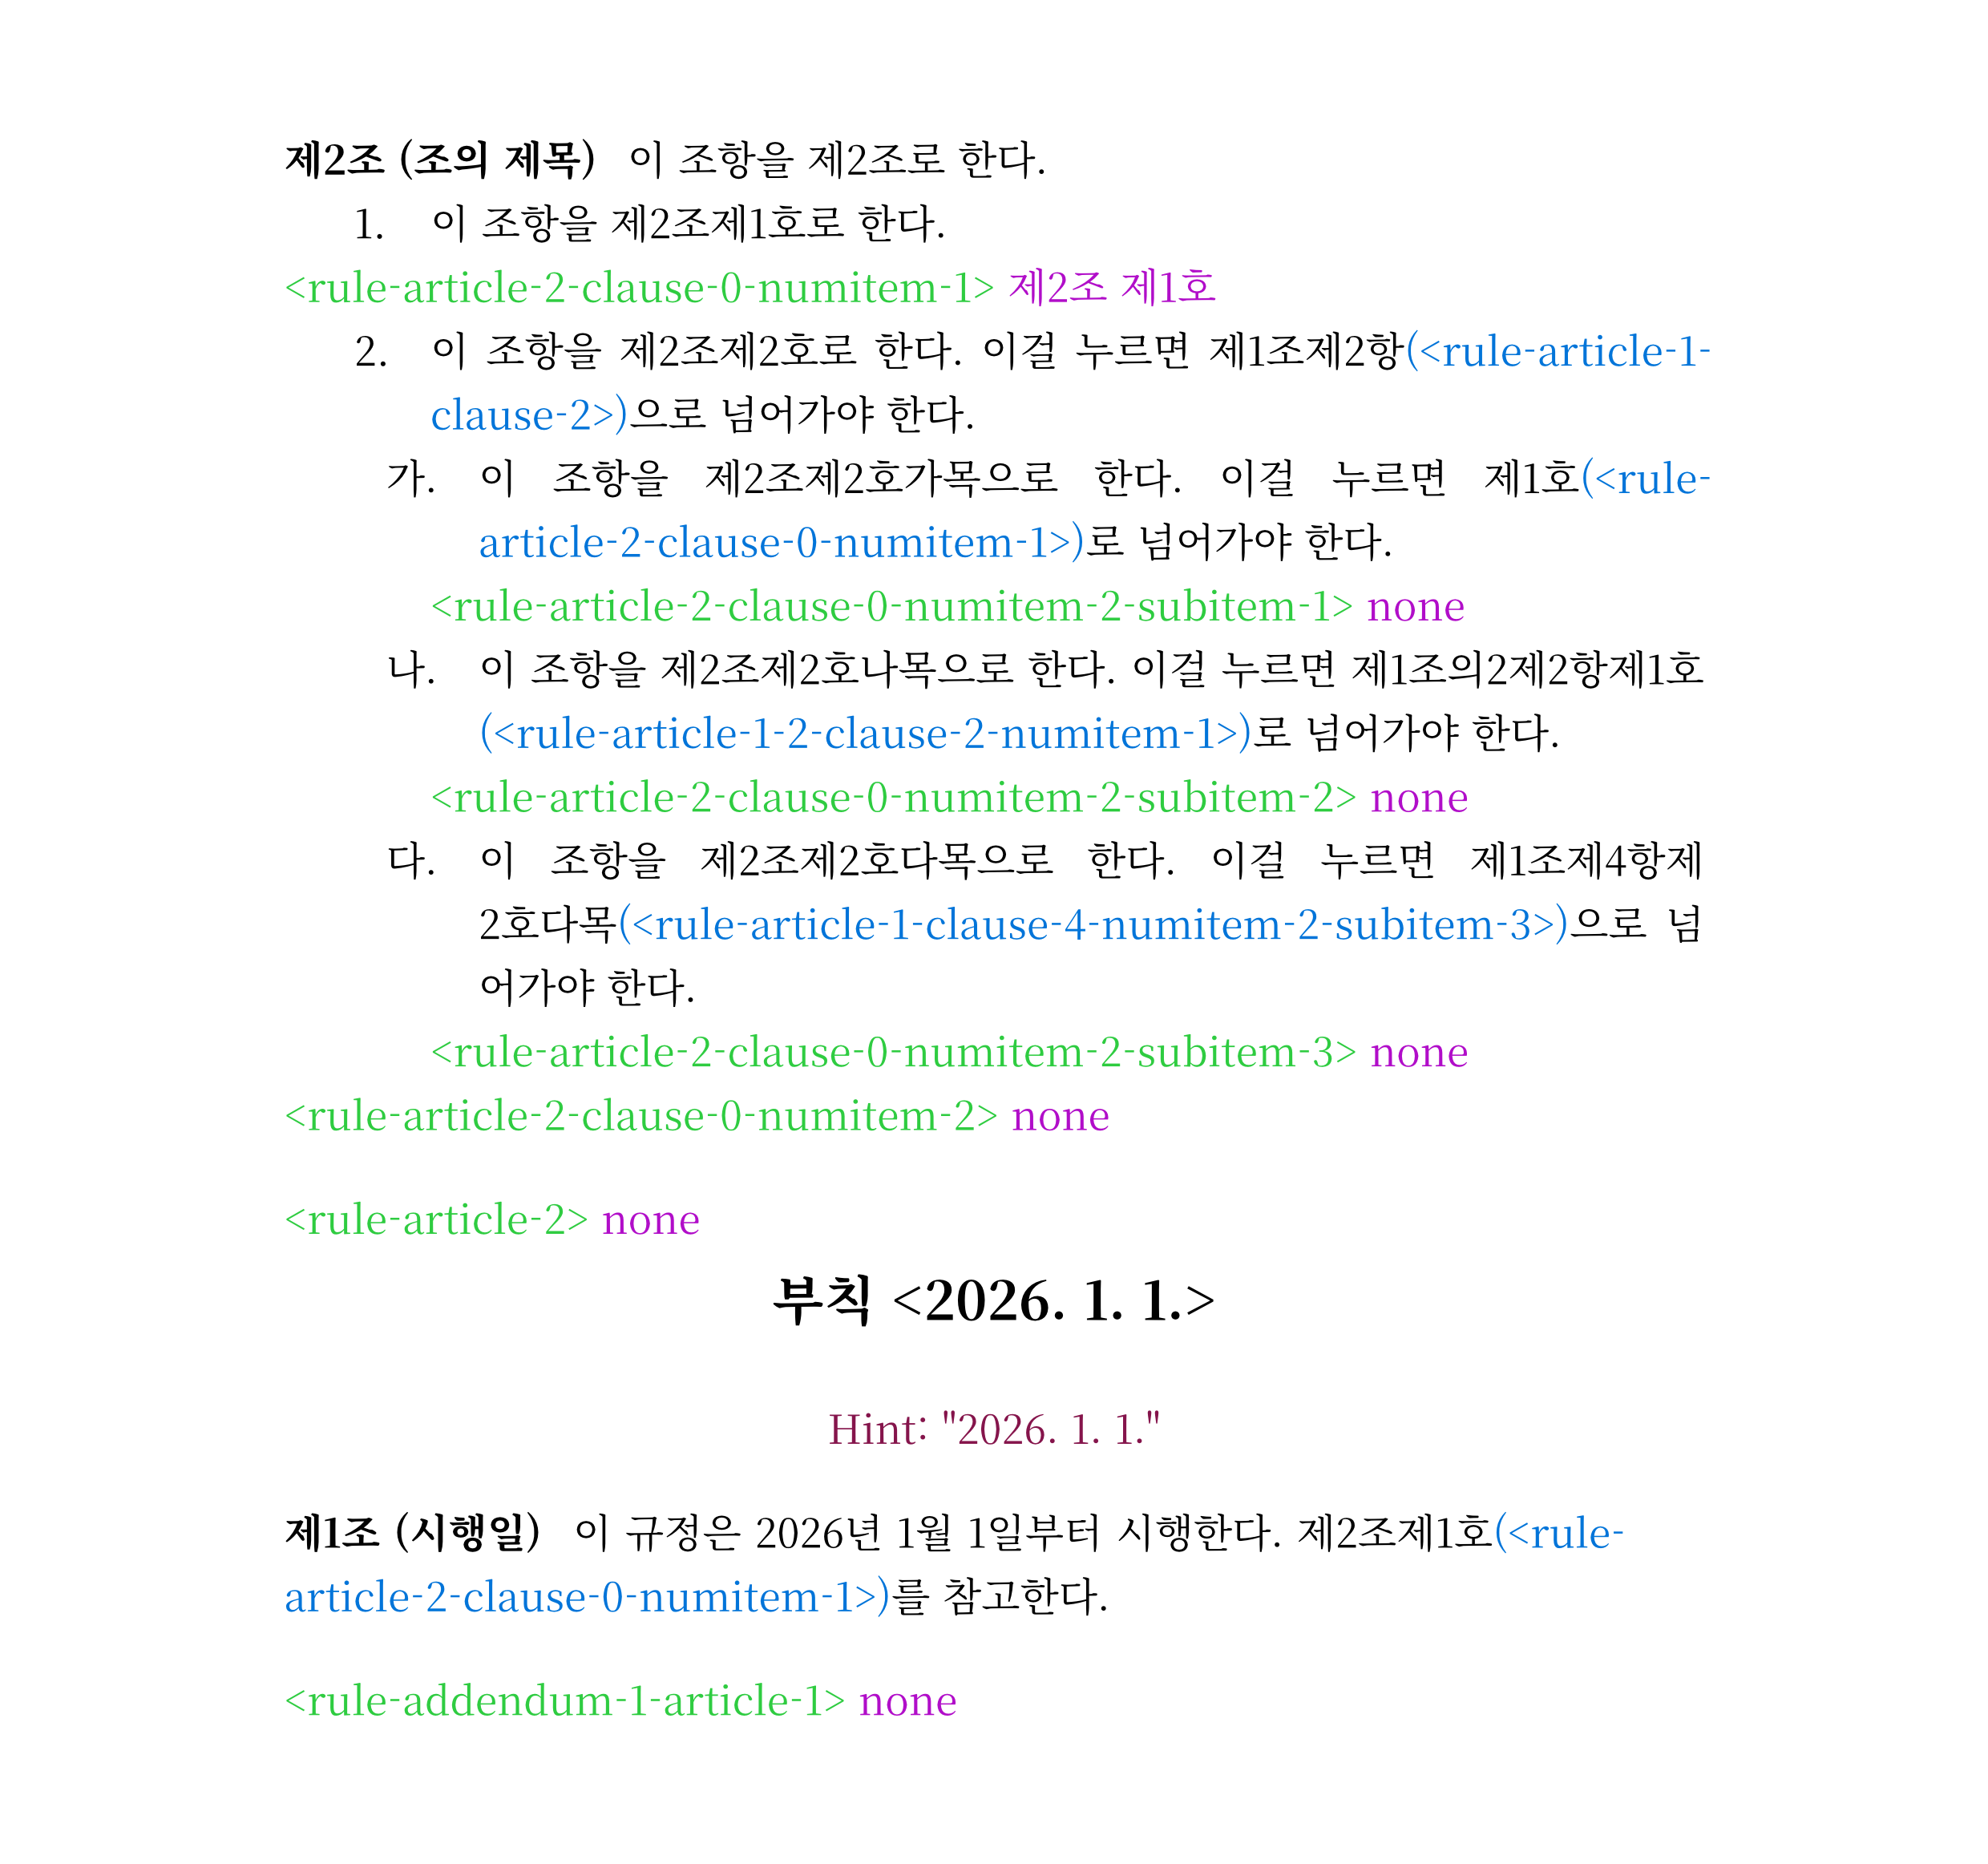 제2조 (조의 제목) 이 조항을 제2조로 한다.
1. 이 조항을 제2조제1호로 한다.
<rule-article-2-clause-0-numitem-1> 제2조 제1호
2. 이 조항을 제2조제2호로 한다. 이걸 누르면 제1조제2항(<rule-article-1-
clause-2>)으로 넘어가야 한다.
가. 이 조항을 제2조제2호가목으로 한다. 이걸 누르면 제1호(<rule-
article-2-clause-0-numitem-1>)로 넘어가야 한다.
<rule-article-2-clause-0-numitem-2-subitem-1> none
나. 이 조항을 제2조제2호나목으로 한다. 이걸 누르면 제1조의2제2항제1호
(<rule-article-1-2-clause-2-numitem-1>)로 넘어가야 한다.
<rule-article-2-clause-0-numitem-2-subitem-2> none
다. 이 조항을 제2조제2호다목으로 한다. 이걸 누르면 제1조제4항제
2호다목(<rule-article-1-clause-4-numitem-2-subitem-3>)으로 넘
어가야 한다.
<rule-article-2-clause-0-numitem-2-subitem-3> none
<rule-article-2-clause-0-numitem-2> none
<rule-article-2> none
부칙 <2026. 1. 1.>
Hint: "2026. 1. 1."
제1조 (시행일) 이 규정은 2026년 1월 1일부터 시행한다. 제2조제1호(<rule-
article-2-clause-0-numitem-1>)를 참고한다.
<rule-addendum-1-article-1> none